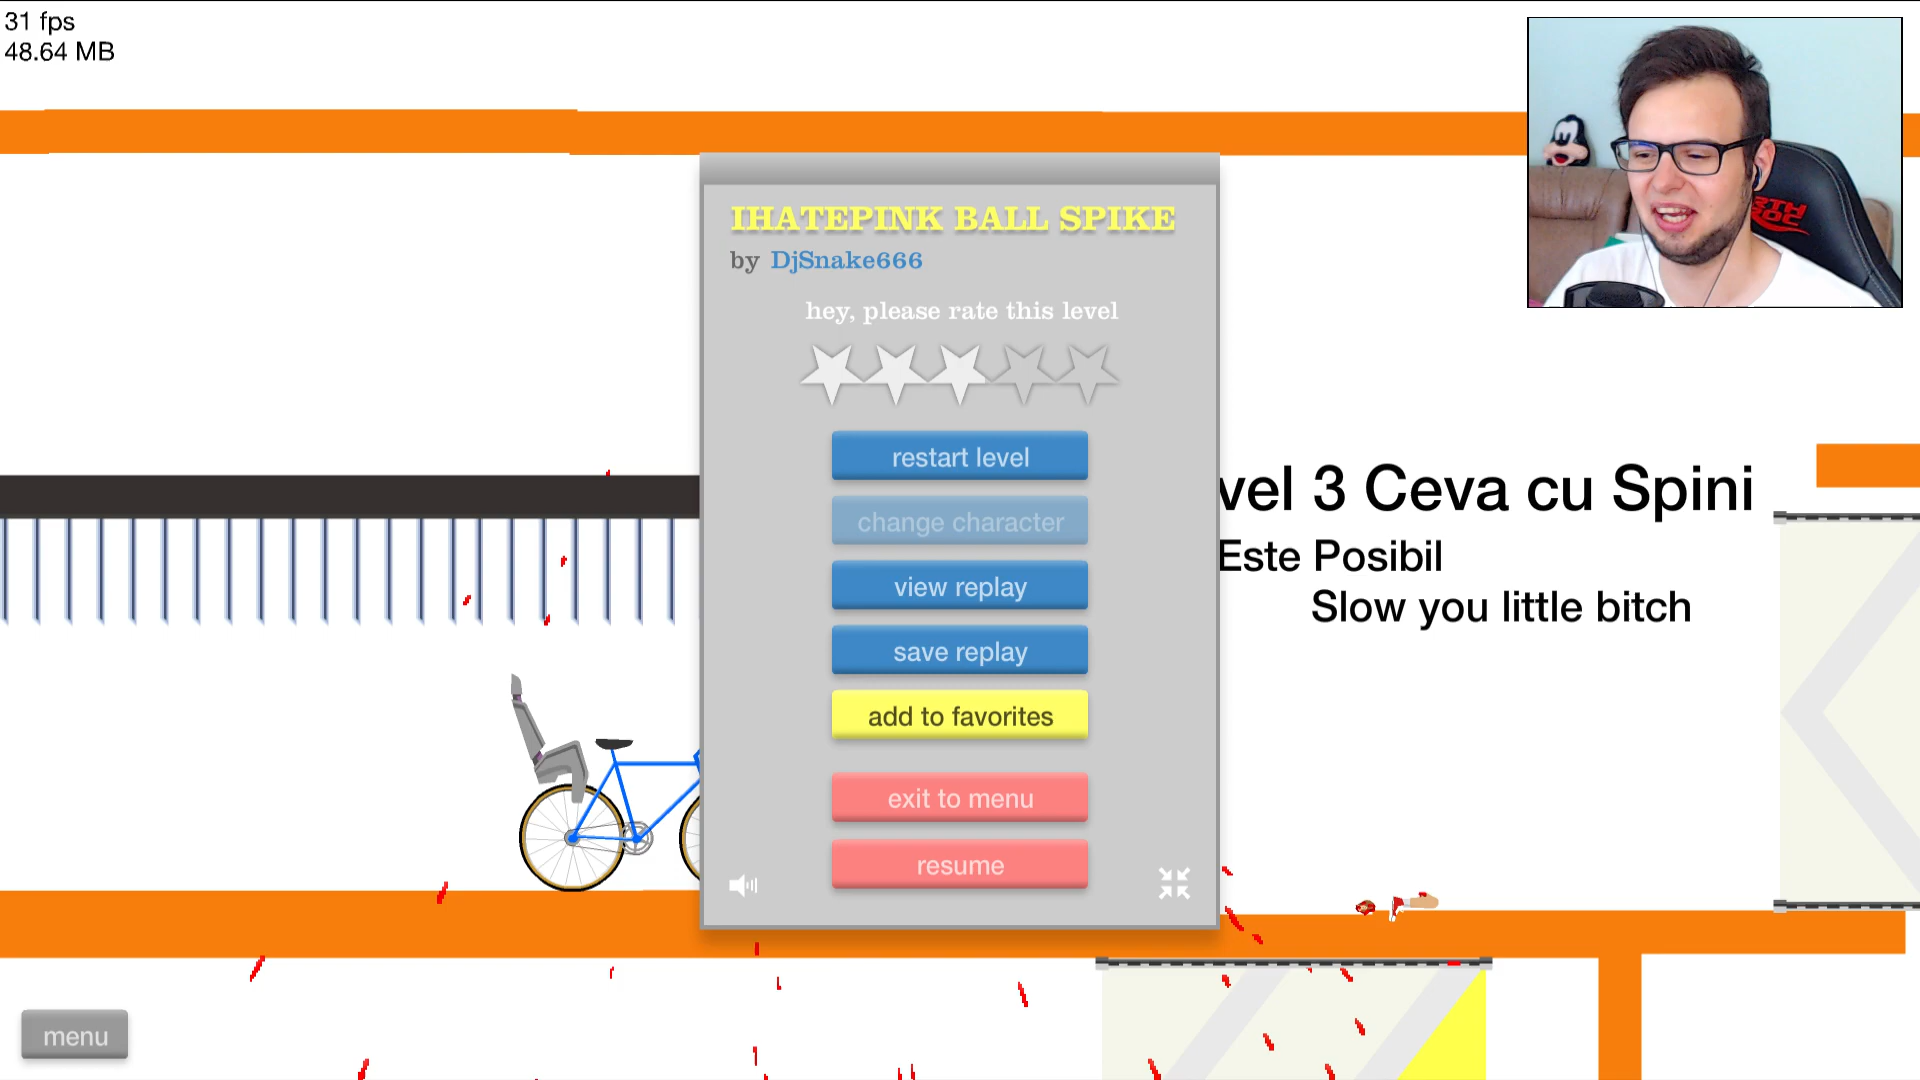 31 fps
48.64 MB
IHATEPINK BALL SPIKE
by DjSnake666
hey, please rate this level
restart level
change character
view replay
save replay
add to favorites
exit to menu
resume
vel 3 Ceva cu Spini
Este Posibil
Slow you little bitch
menu